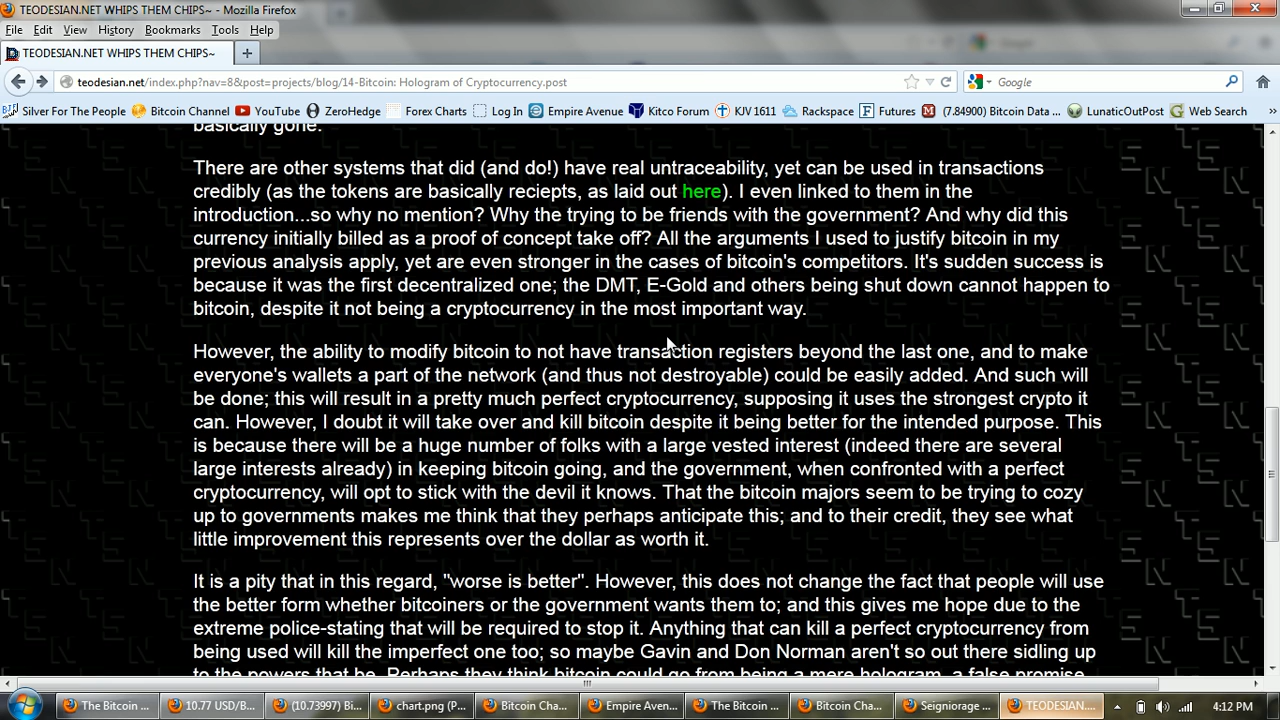 TEODESIAN.NET WHIPS THEM CHIPS~ - Mozilla Firefox
File Edit View History Bookmarks Tools Help
TEODESIAN.NET WHIPS THEM CHIPS~
teodesian.net/index.php?nav=8&post=projects/blog/14-Bitcoin: Hologram of Cryptocurrency.post
Google
Silver For The People Bitcoin Channel YouTube ZeroHedge Forex Charts Log In Empire Avenue Kitco Forum KJV 1611 Rackspace Futures (7.84900) Bitcoin Data ... LunaticOutPost Web Search
basically gone.
There are other systems that did (and do!) have real untraceability, yet can be used in transactions
credibly (as the tokens are basically reciepts, as laid out here). I even linked to them in the
introduction...so why no mention? Why the trying to be friends with the government? And why did this
currency initially billed as a proof of concept take off? All the arguments I used to justify bitcoin in my
previous analysis apply, yet are even stronger in the cases of bitcoin's competitors. It's sudden success is
because it was the first decentralized one; the DMT, E-Gold and others being shut down cannot happen to
bitcoin, despite it not being a cryptocurrency in the most important way.
However, the ability to modify bitcoin to not have transaction registers beyond the last one, and to make
everyone's wallets a part of the network (and thus not destroyable) could be easily added. And such will
be done; this will result in a pretty much perfect cryptocurrency, supposing it uses the strongest crypto it
can. However, I doubt it will take over and kill bitcoin despite it being better for the intended purpose. This
is because there will be a huge number of folks with a large vested interest (indeed there are several
large interests already) in keeping bitcoin going, and the government, when confronted with a perfect
cryptocurrency, will opt to stick with the devil it knows. That the bitcoin majors seem to be trying to cozy
up to governments makes me think that they perhaps anticipate this; and to their credit, they see what
little improvement this represents over the dollar as worth it.
It is a pity that in this regard, "worse is better". However, this does not change the fact that people will use
the better form whether bitcoiners or the government wants them to; and this gives me hope due to the
extreme police-stating that will be required to stop it. Anything that can kill a perfect cryptocurrency from
being used will kill the imperfect one too; so maybe Gavin and Don Norman aren't so out there sidling up
to the powers that be. Perhaps they think bitcoin could go from being a mere hologram, a false promise
The Bitcoin ... 10.77 USD/B... (10.73997) Bi... chart.png (P... Bitcoin Cha... Empire Aven... The Bitcoin ... Bitcoin Cha... Seigniorage ... TEODESIAN.... 4:12 PM